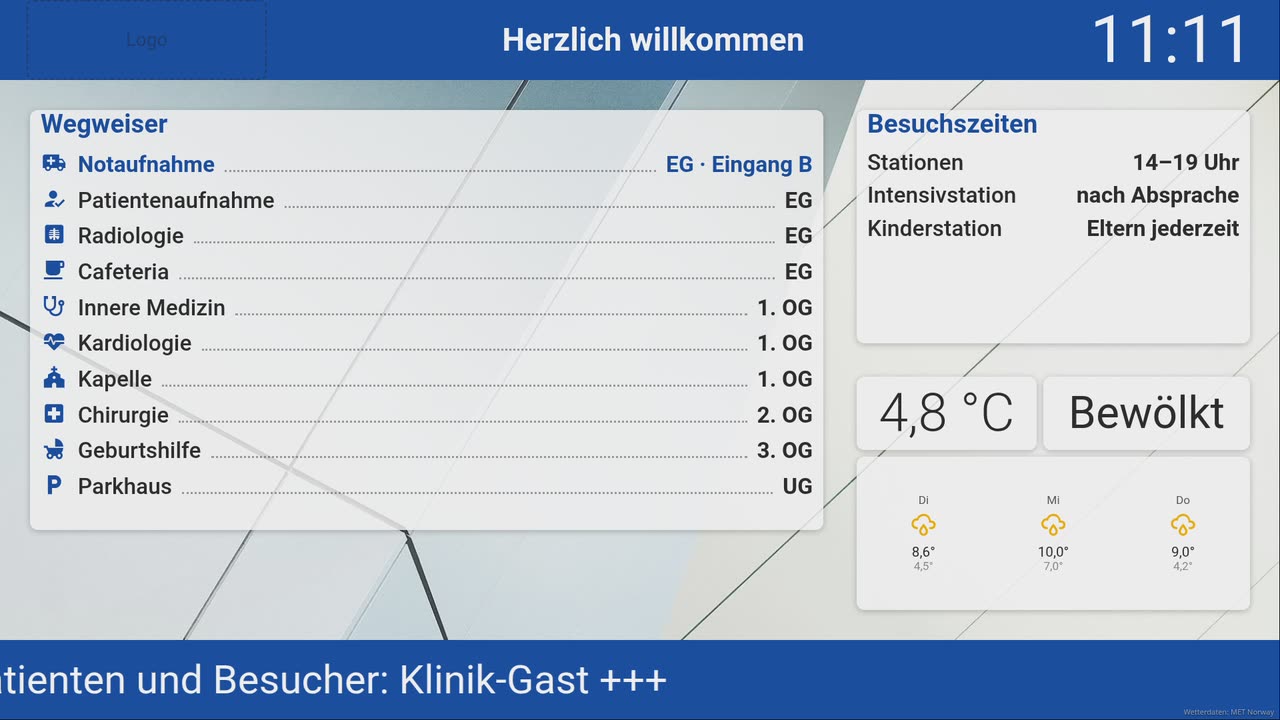 Logo
Herzlich willkommen
11:11
Wegweiser
Notaufnahme EG · Eingang B
Patientenaufnahme EG
Radiologie EG
Cafeteria EG
Innere Medizin 1. OG
Kardiologie 1. OG
Kapelle 1. OG
Chirurgie 2. OG
Geburtshilfe 3. OG
P Parkhaus UG
Besuchszeiten
Stationen 14–19 Uhr
Intensivstation nach Absprache
Kinderstation Eltern jederzeit
4,8 °C Bewölkt
Di Mi Do
8,6° 10,0° 9,0°
4,5° 7,0° 4,2°
atienten und Besucher: Klinik-Gast +++
Wetterdaten: MET Norway